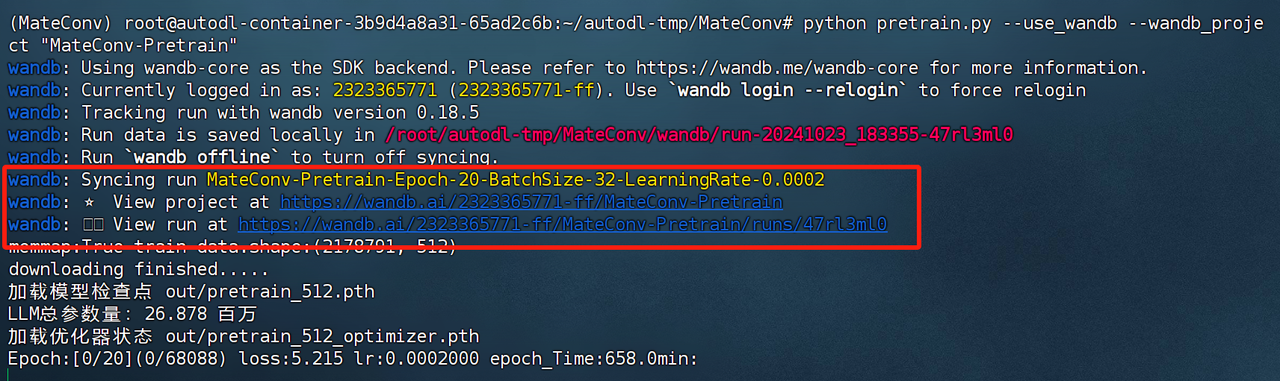 (MateConv) root@autodl-container-3b9d4a8a31-65ad2c6b:~/autodl-tmp/MateConv# python pretrain.py --use_wandb --wandb_proje
ct "MateConv-Pretrain"
wandb: Using wandb-core as the SDK backend. Please refer to https://wandb.me/wandb-core for more information.
wandb: Currently logged in as: 2323365771 (2323365771-ff). Use `wandb login --relogin` to force relogin
wandb: Tracking run with wandb version 0.18.5
wandb: Run data is saved locally in /root/autodl-tmp/MateConv/wandb/run-20241023_183355-47rl3ml0
wandb: Run `wandb offline` to turn off syncing.
wandb: Syncing run MateConv-Pretrain-Epoch-20-BatchSize-32-LearningRate-0.0002
wandb: ⭐ View project at https://wandb.ai/2323365771-ff/MateConv-Pretrain
wandb: View run at https://wandb.ai/2323365771-ff/MateConv-Pretrain/runs/47rl3ml0
memmap:True train data.shape:(2178791, 512)
downloading finished.....
加载模型检查点 out/pretrain_512.pth
LLM总参数量: 26.878 百万
加载优化器状态 out/pretrain_512_optimizer.pth
Epoch:[0/20](0/68088) loss:5.215 lr:0.0002000 epoch_Time:658.0min: